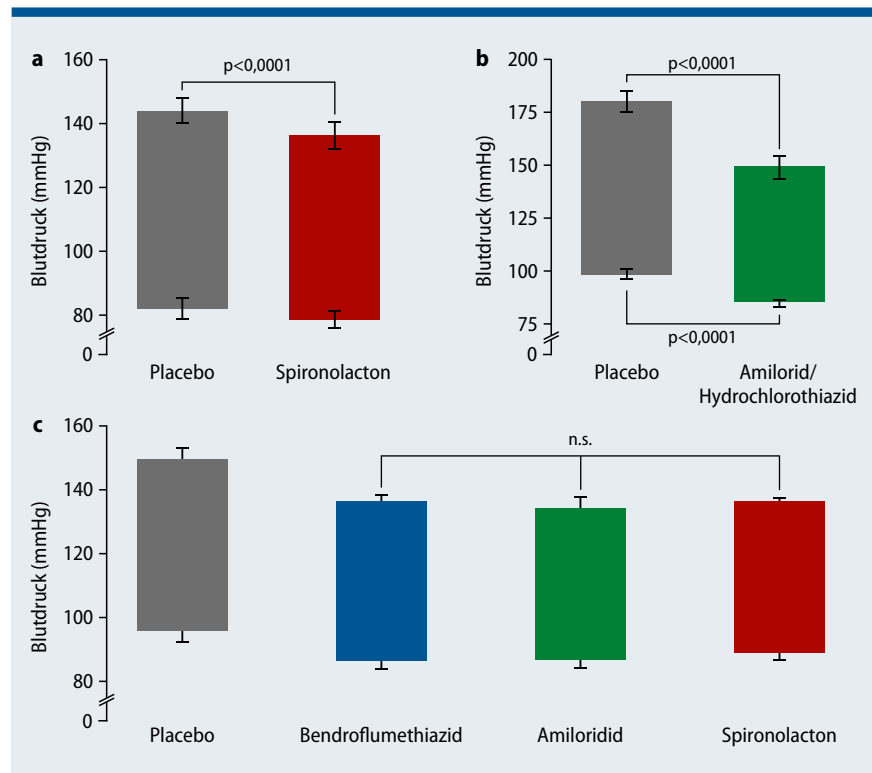 a
160
140
120
100
80
0
Blutdruck (mmHg)
p<0,0001
Placebo
Spironolacton
b
200
175
150
125
100
75
0
Blutdruck (mmHg)
p<0,0001
p<0,0001
Placebo
Amilorid/
Hydrochlorothiazid
c
160
140
120
100
80
0
Blutdruck (mmHg)
n.s.
Placebo
Bendroflumethiazid
Amiloridid
Spironolacton